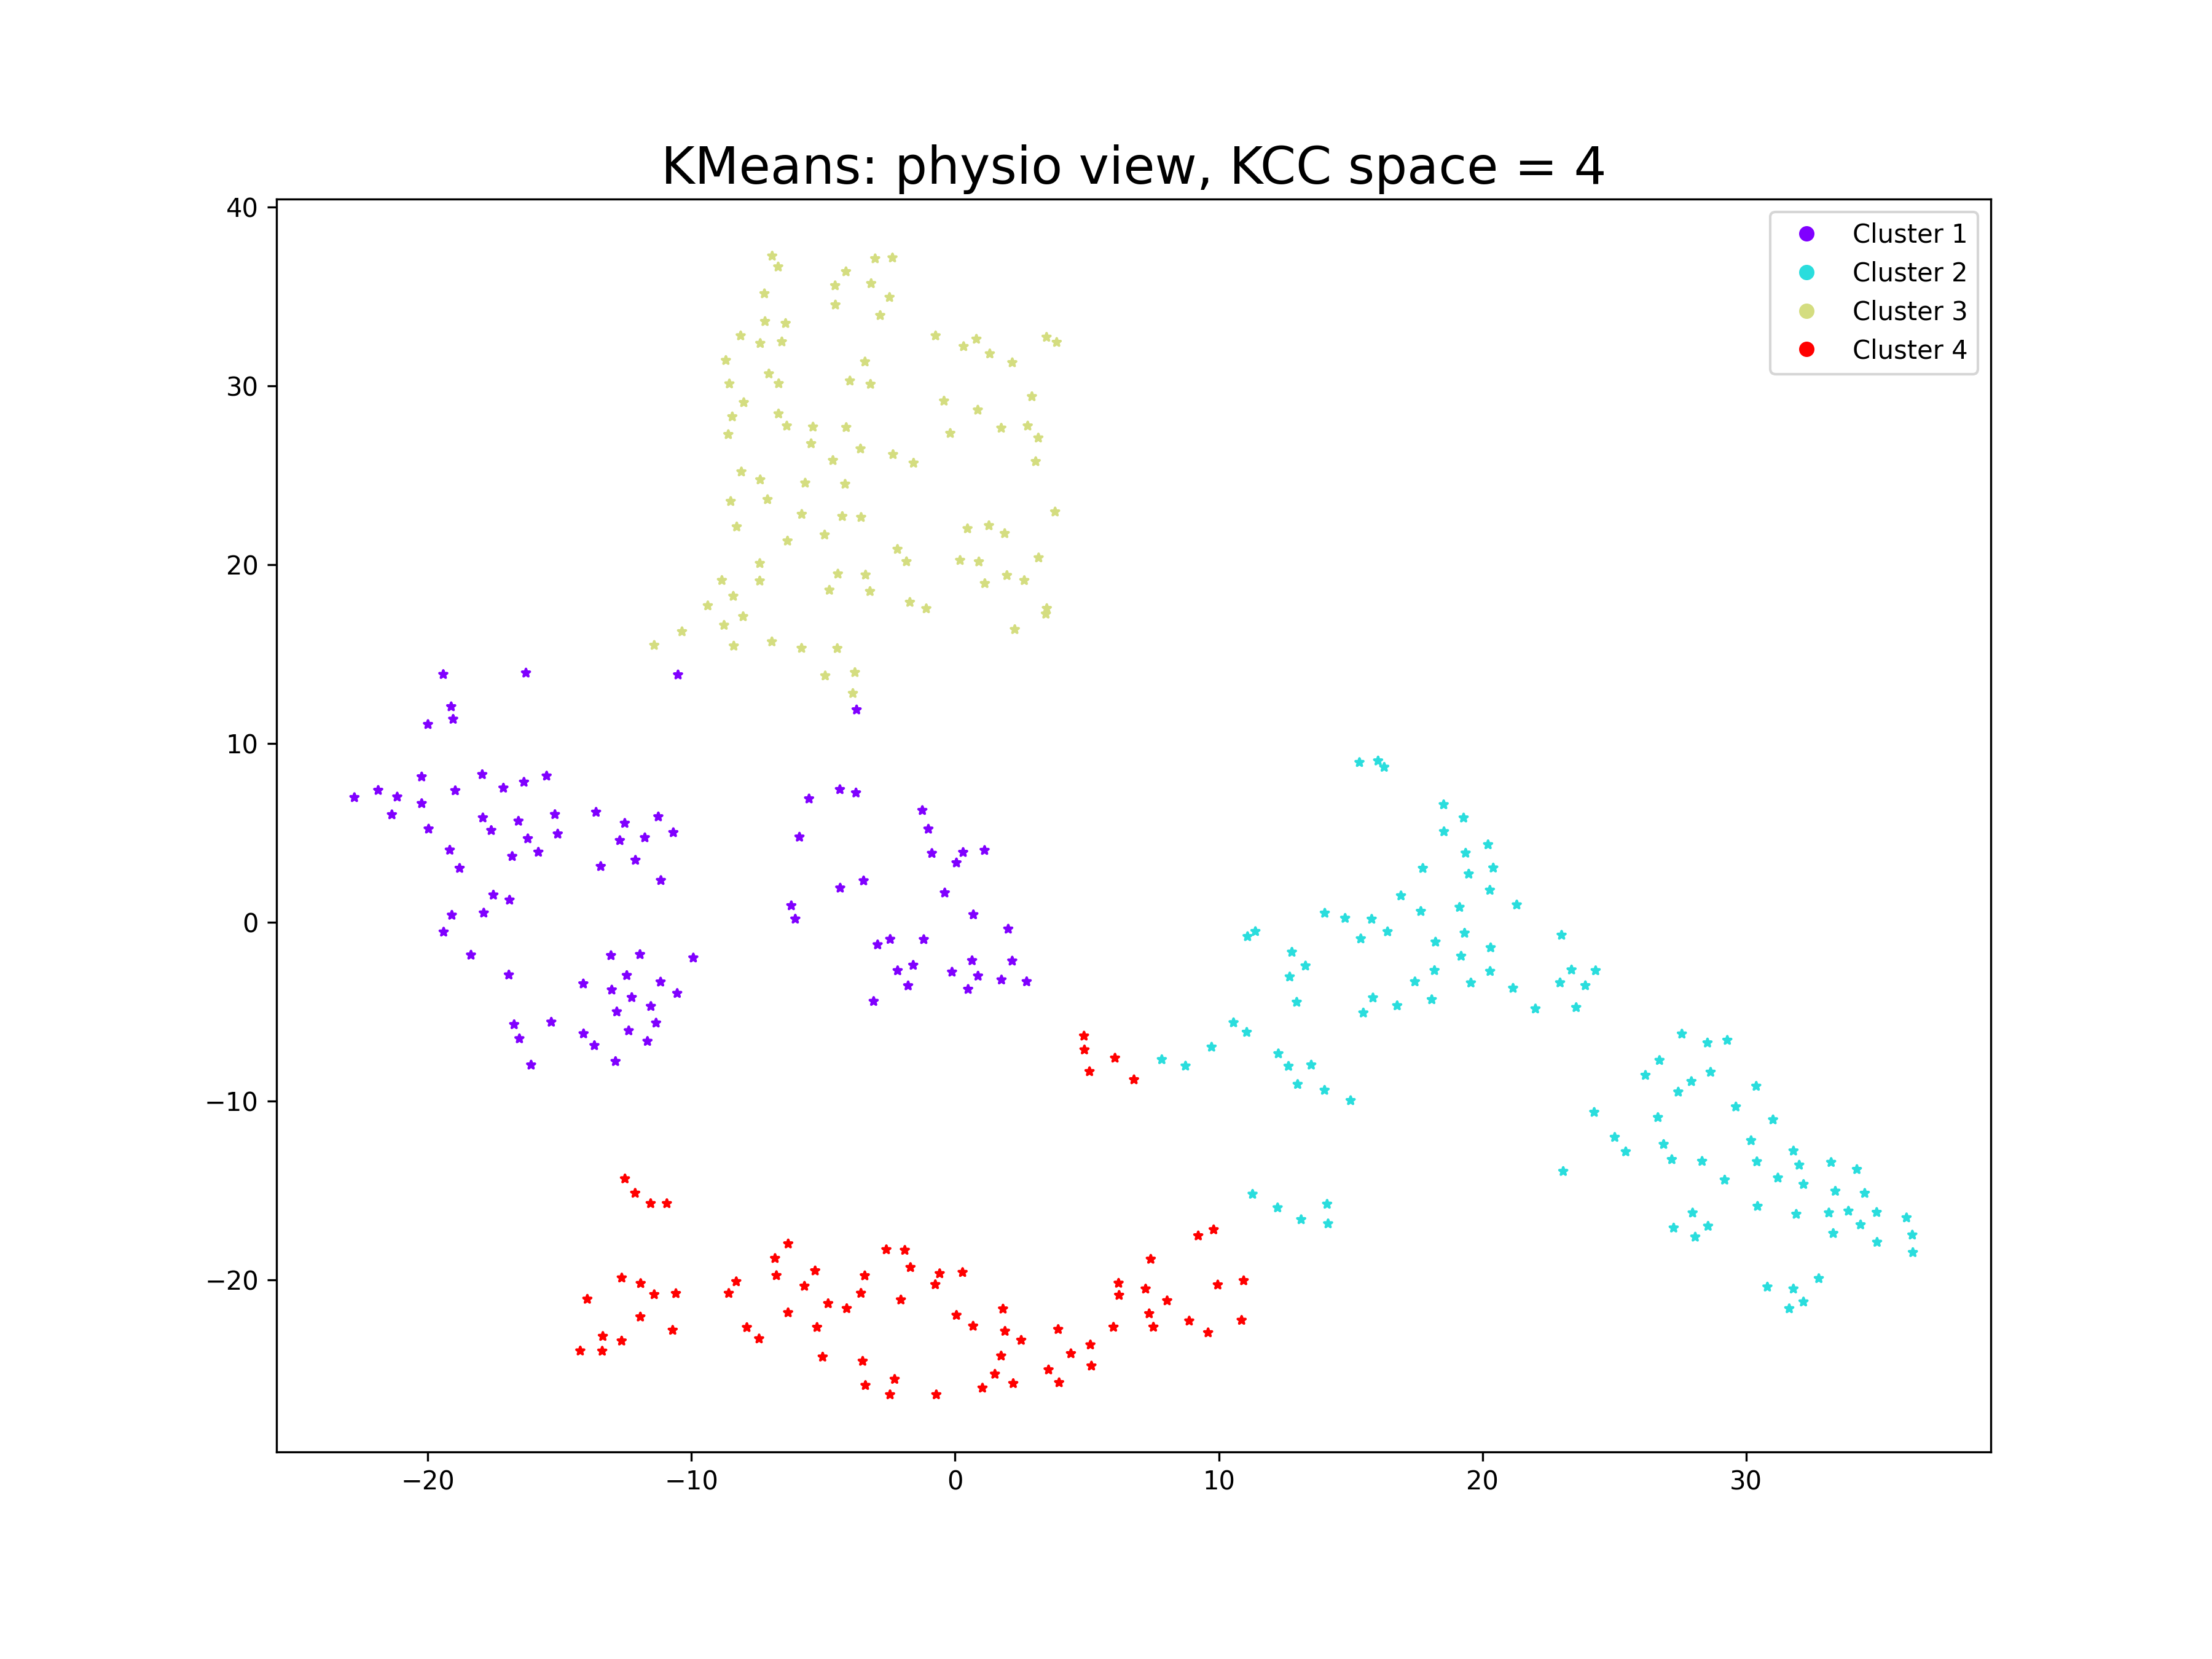 KMeans: physio view, KCC space = 4
40
30
20
10
0
−10
−20
−20 −10 0 10 20 30
Cluster 1
Cluster 2
Cluster 3
Cluster 4